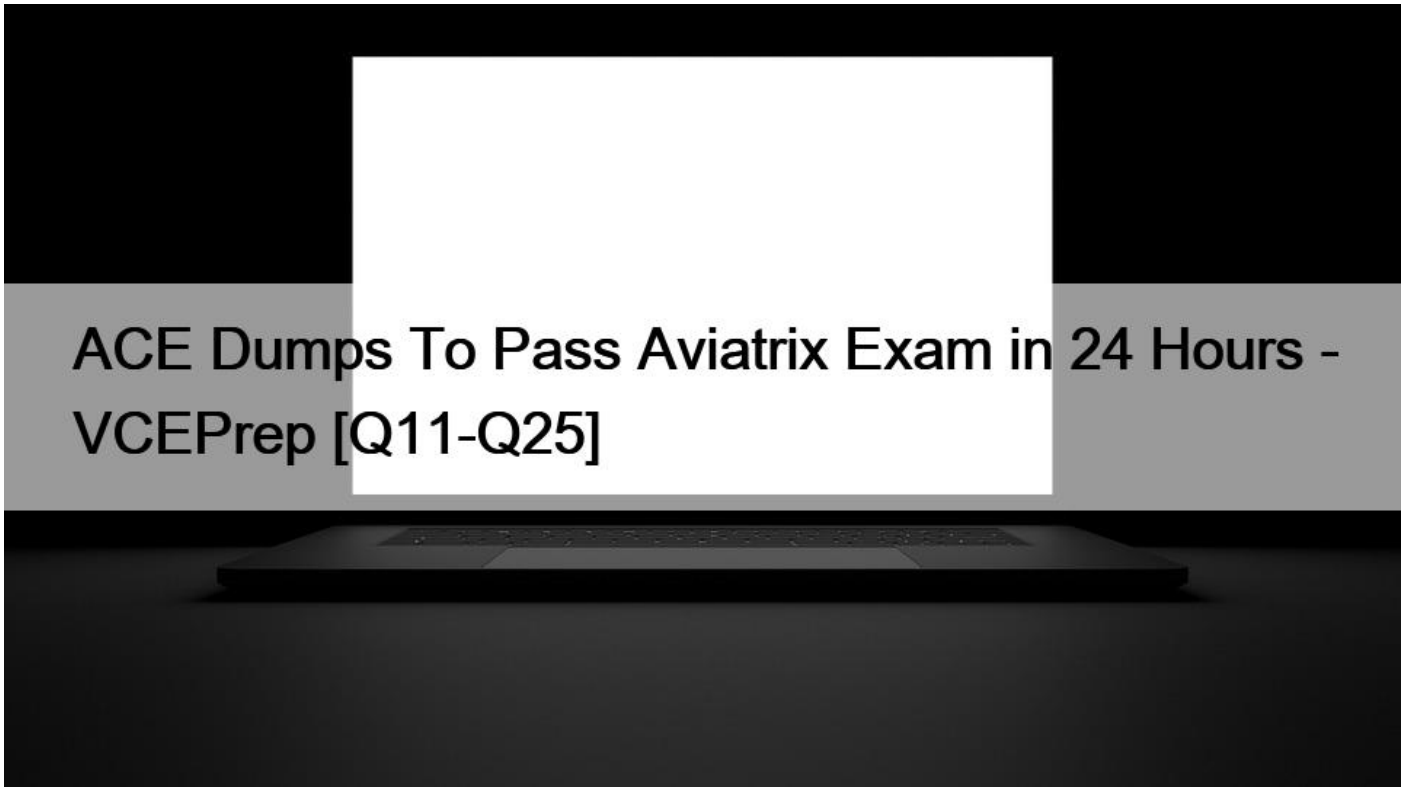 ACE Dumps To Pass Aviatrix Exam in 24 Hours -
VCEPrep [Q11-Q25]